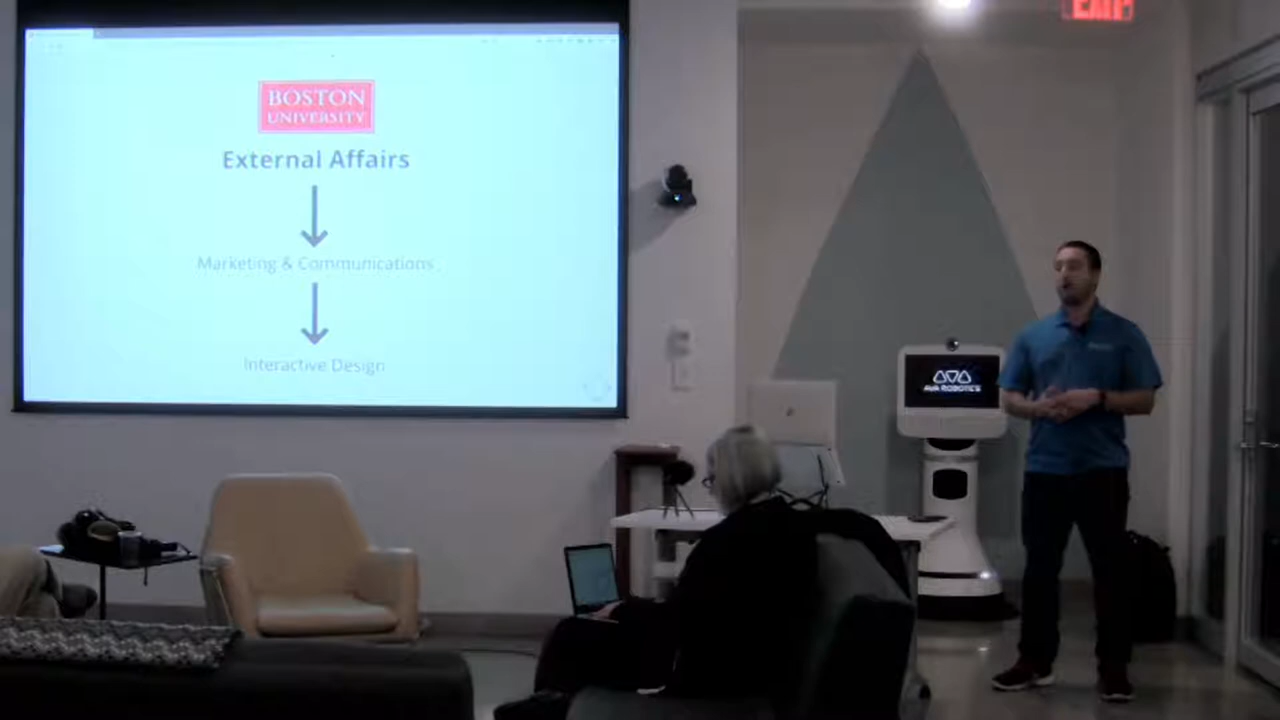 BOSTON
UNIVERSITY
External Affairs
Marketing & Communications
Interactive Design
EXIT
AVA ROBOTICS